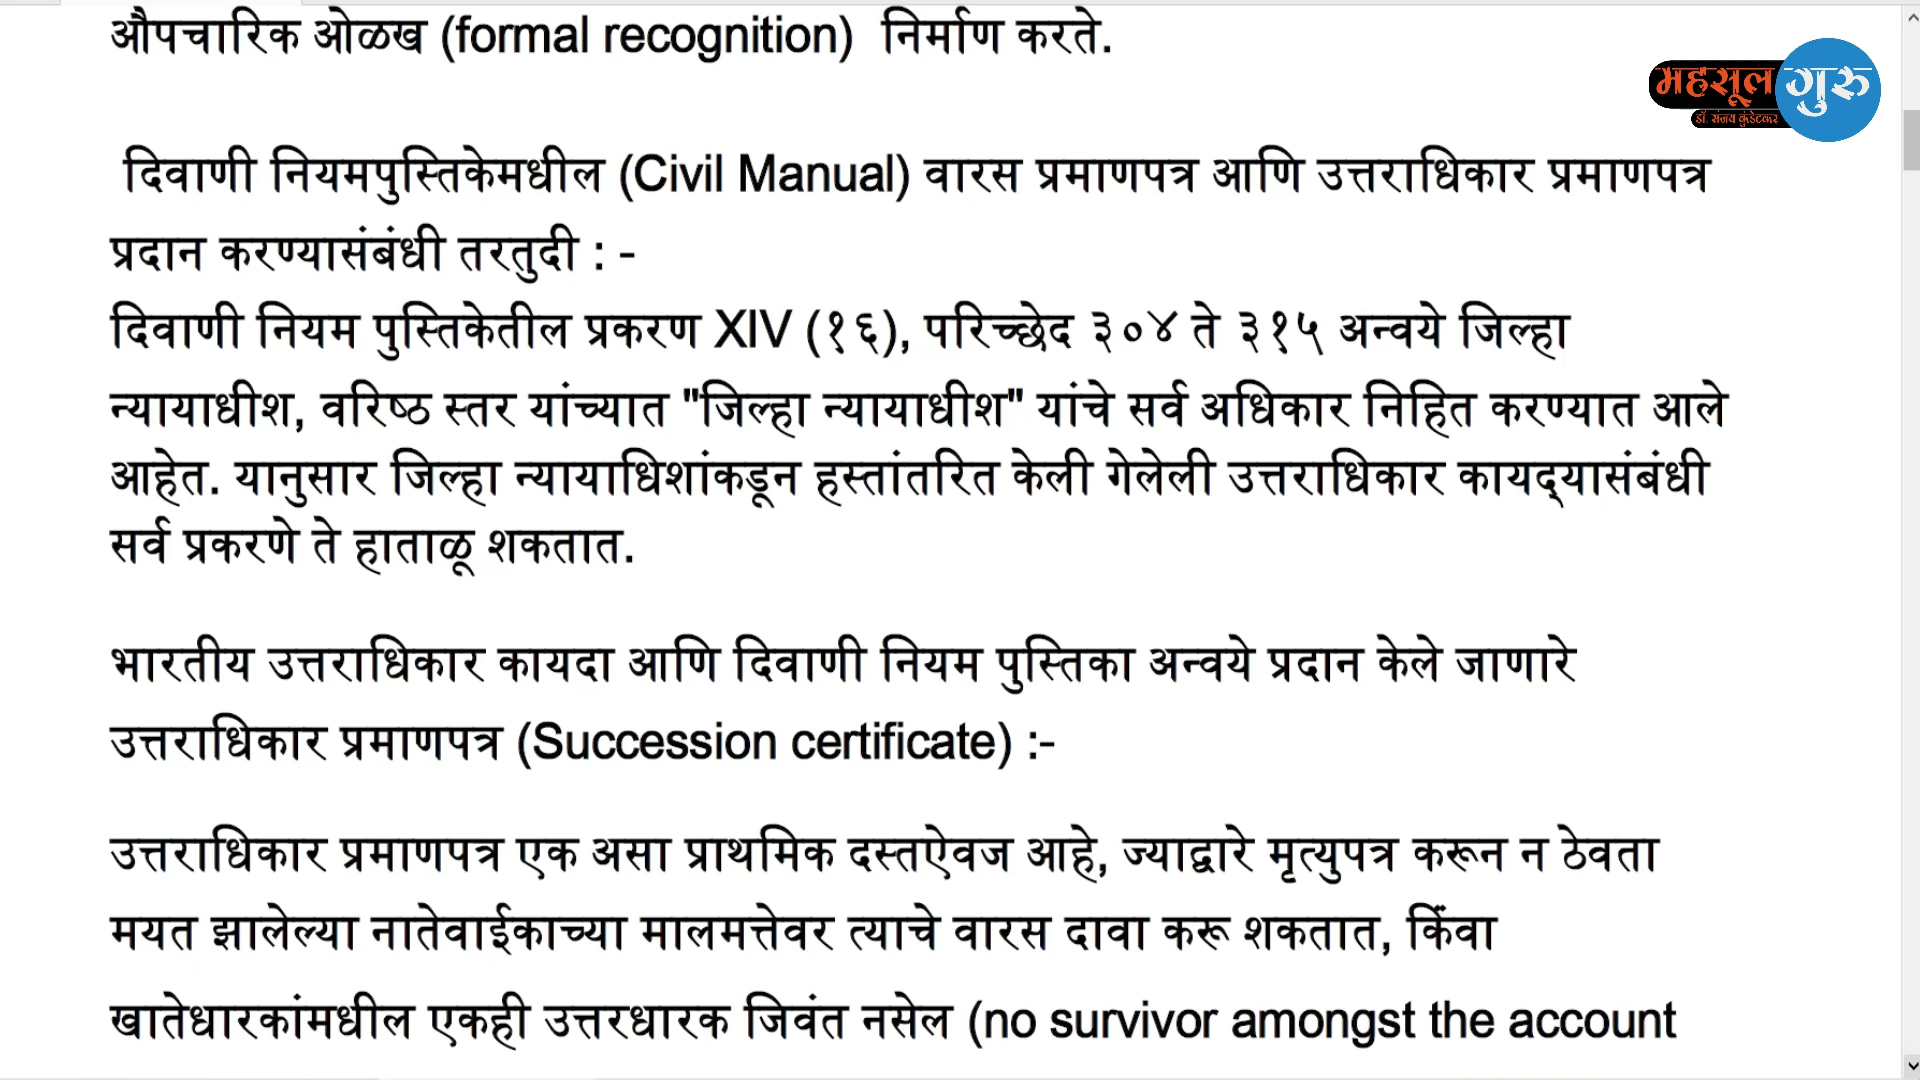 औपचारिक ओळख (formal recognition) निर्माण करते.
महसूल गुरु
डॉ. संजय कुंडेटकर
दिवाणी नियमपुस्तिकेमधील (Civil Manual) वारस प्रमाणपत्र आणि उत्तराधिकार प्रमाणपत्र
प्रदान करण्यासंबंधी तरतुदी : -
दिवाणी नियम पुस्तिकेतील प्रकरण XIV (१६), परिच्छेद ३०४ ते ३१५ अन्वये जिल्हा
न्यायाधीश, वरिष्ठ स्तर यांच्यात "जिल्हा न्यायाधीश" यांचे सर्व अधिकार निहित करण्यात आले
आहेत. यानुसार जिल्हा न्यायाधिशांकडून हस्तांतरित केली गेलेली उत्तराधिकार कायद्‌यासंबंधी
सर्व प्रकरणे ते हाताळू शकतात.
भारतीय उत्तराधिकार कायदा आणि दिवाणी नियम पुस्तिका अन्वये प्रदान केले जाणारे
उत्तराधिकार प्रमाणपत्र (Succession certificate) :-
उत्तराधिकार प्रमाणपत्र एक असा प्राथमिक दस्तऐवज आहे, ज्याद्वारे मृत्युपत्र करून न ठेवता
मयत झालेल्या नातेवाईकाच्या मालमत्तेवर त्याचे वारस दावा करू शकतात, किंवा
खातेधारकांमधील एकही उत्तरधारक जिवंत नसेल (no survivor amongst the account